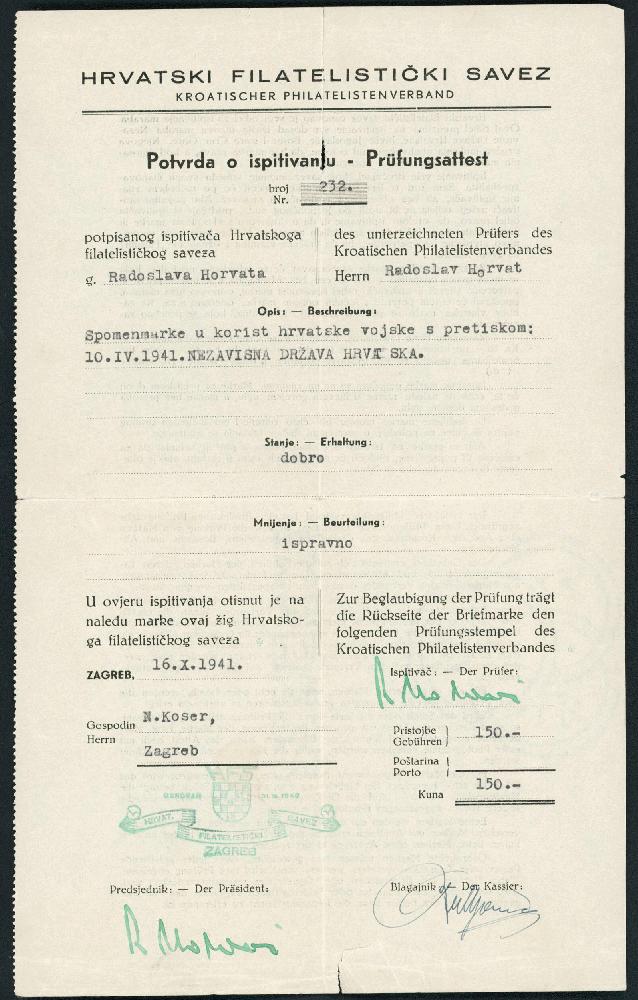 HRVATSKI FILATELISTIČKI SAVEZ
KROATISCHER PHILATELISTENVERBAND
Potvrda o ispitivanju - Prüfungsattest
broj
Nr. 232.
potpisanog ispitivača Hrvatskoga
filatelističkog saveza
g. Radoslava Horvata
des unterzeichneten Prüfers des
Kroatischen Philatelistenverbandes
Herrn Radoslav Horvat
Opis: — Beschreibung:
Spomenmarke u korist hrvatske vojske s pretiskom:
10.IV.1941.NEZAVISNA DRŽAVA HRVATSKA.
Stanje: — Erhaltung:
dobro
Mnijenje: — Beurteilung:
ispravno
U ovjeru ispitivanja otisnut je na
naleđu marke ovaj žig Hrvatsko-
ga filatelističkog saveza
ZAGREB, 16.X.1941.
Zur Beglaubigung der Prüfung trägt
die Rückseite der Briefmarke den
folgenden Prüfungsstempel des
Kroatischen Philatelistenverbandes
Ispitivač: — Der Prüfer:
Gospodin
Herrn
N.Koser,
Zagreb
Pristojbe
Gebühren 150.-
Poštarina
Porto
Kuna 150.-
HRVAT.
FILATELISTIČKI
SAVEZ
ZAGREB
Predsjednik: — Der Präsident:
Blagajnik: — Der Kassier: